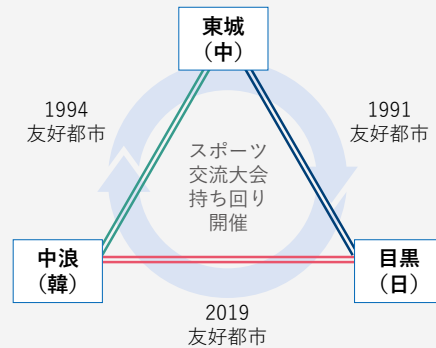 東城
（中）
1994
友好都市
1991
友好都市
スポーツ
交流大会
持ち回り
開催
中浪
（韓）
目黒
（日）
2019
友好都市